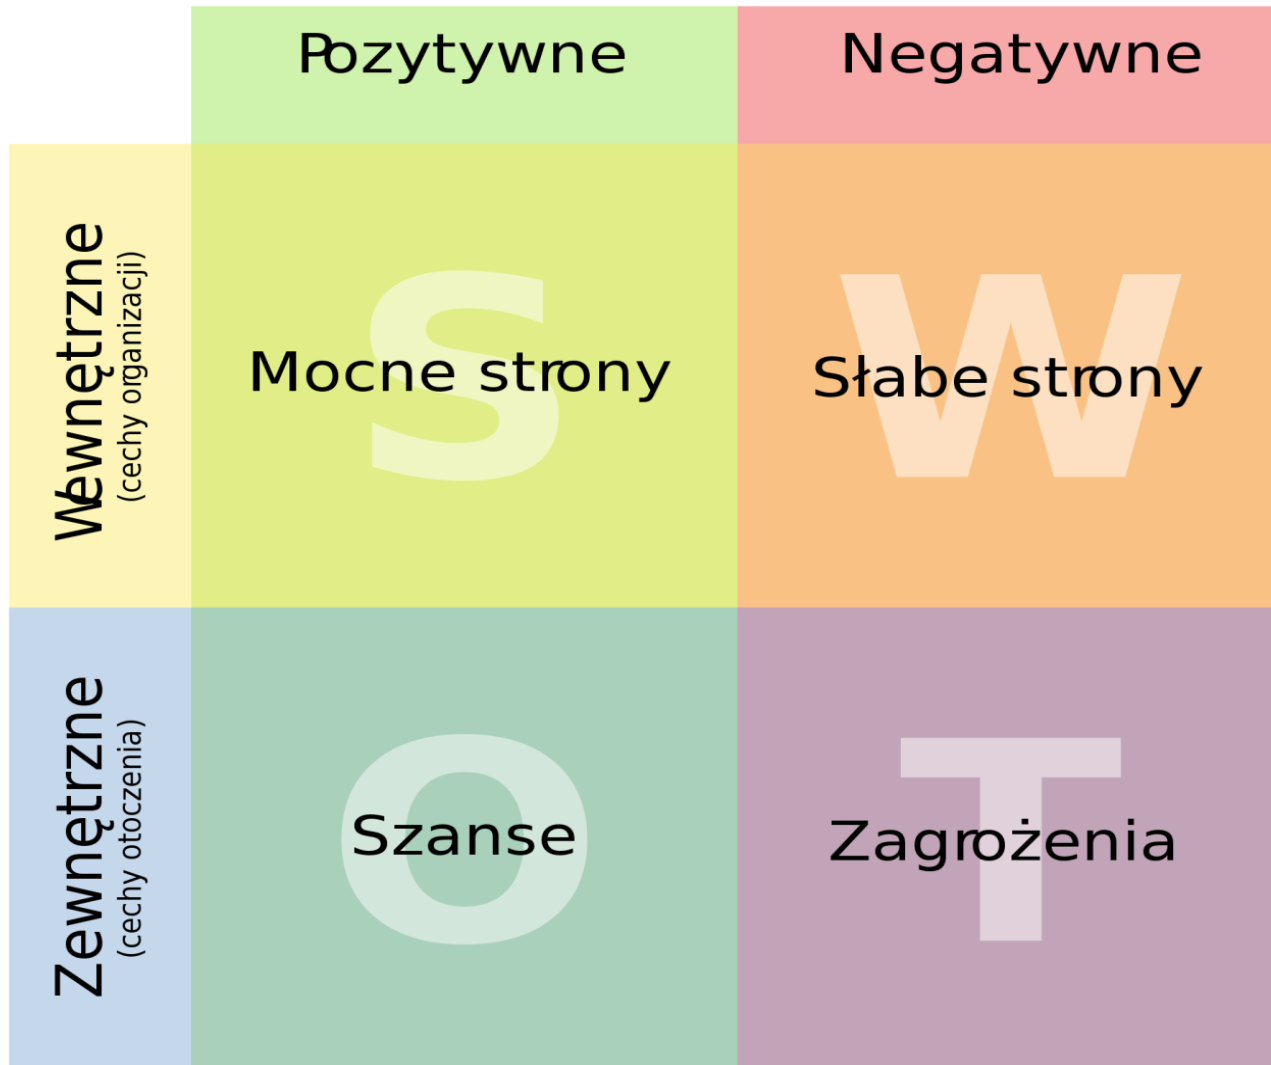 Pozytywne
Negatywne
Wewnętrzne
(cechy organizacji)
S
Mocne strony
W
Słabe strony
Zewnętrzne
(cechy otoczenia)
O
Szanse
T
Zagrożenia